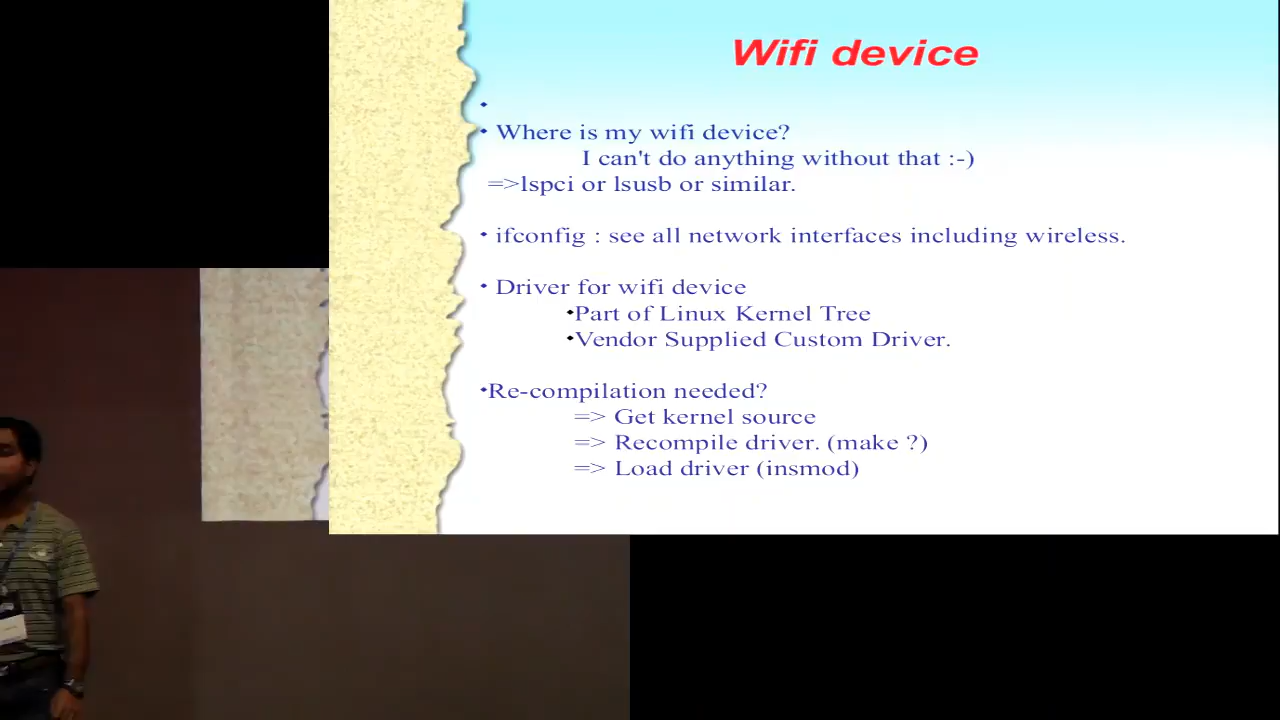 Wifi device
Where is my wifi device?
I can't do anything without that :-)
=>lspci or lsusb or similar.
ifconfig : see all network interfaces including wireless.
Driver for wifi device
Part of Linux Kernel Tree
Vendor Supplied Custom Driver.
Re-compilation needed?
=> Get kernel source
=> Recompile driver. (make ?)
=> Load driver (insmod)